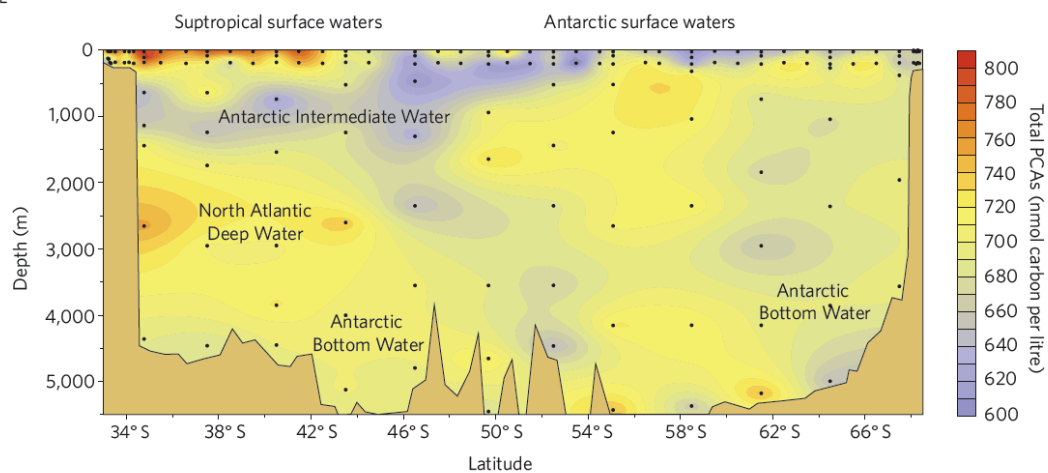 Suptropical surface waters
Antarctic surface waters
0
1,000
2,000
3,000
4,000
5,000
Depth (m)
Antarctic Intermediate Water
North Atlantic
Deep Water
Antarctic
Bottom Water
Antarctic
Bottom Water
34° S
38° S
42° S
46° S
50° S
54° S
58° S
62° S
66° S
Latitude
800
780
760
740
720
700
680
660
640
620
600
Total PCAs (nmol carbon per litre)